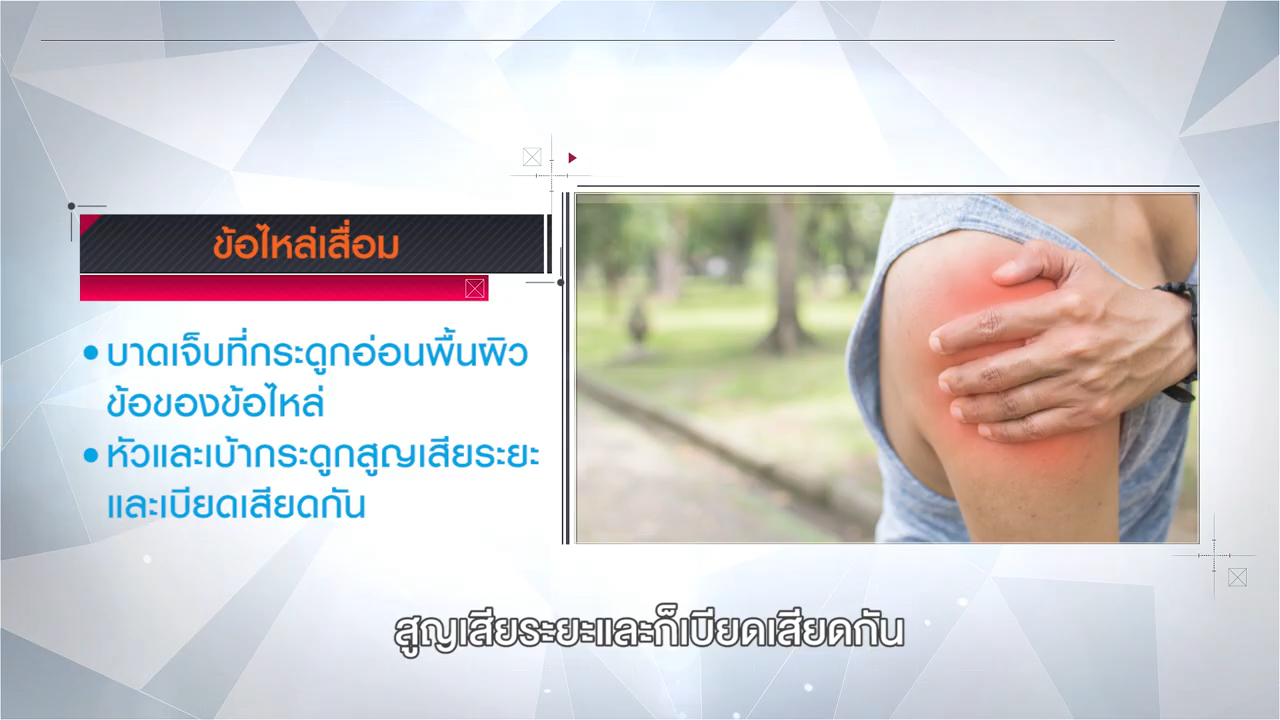 ข้อไหล่เสื่อม
• บาดเจ็บที่กระดูกอ่อนพื้นผิว
ข้อของข้อไหล่
• หัวและเบ้ากระดูกสูญเสียระยะ
และเบียดเสียดกัน
สูญเสียระยะและก็เบียดเสียดกัน